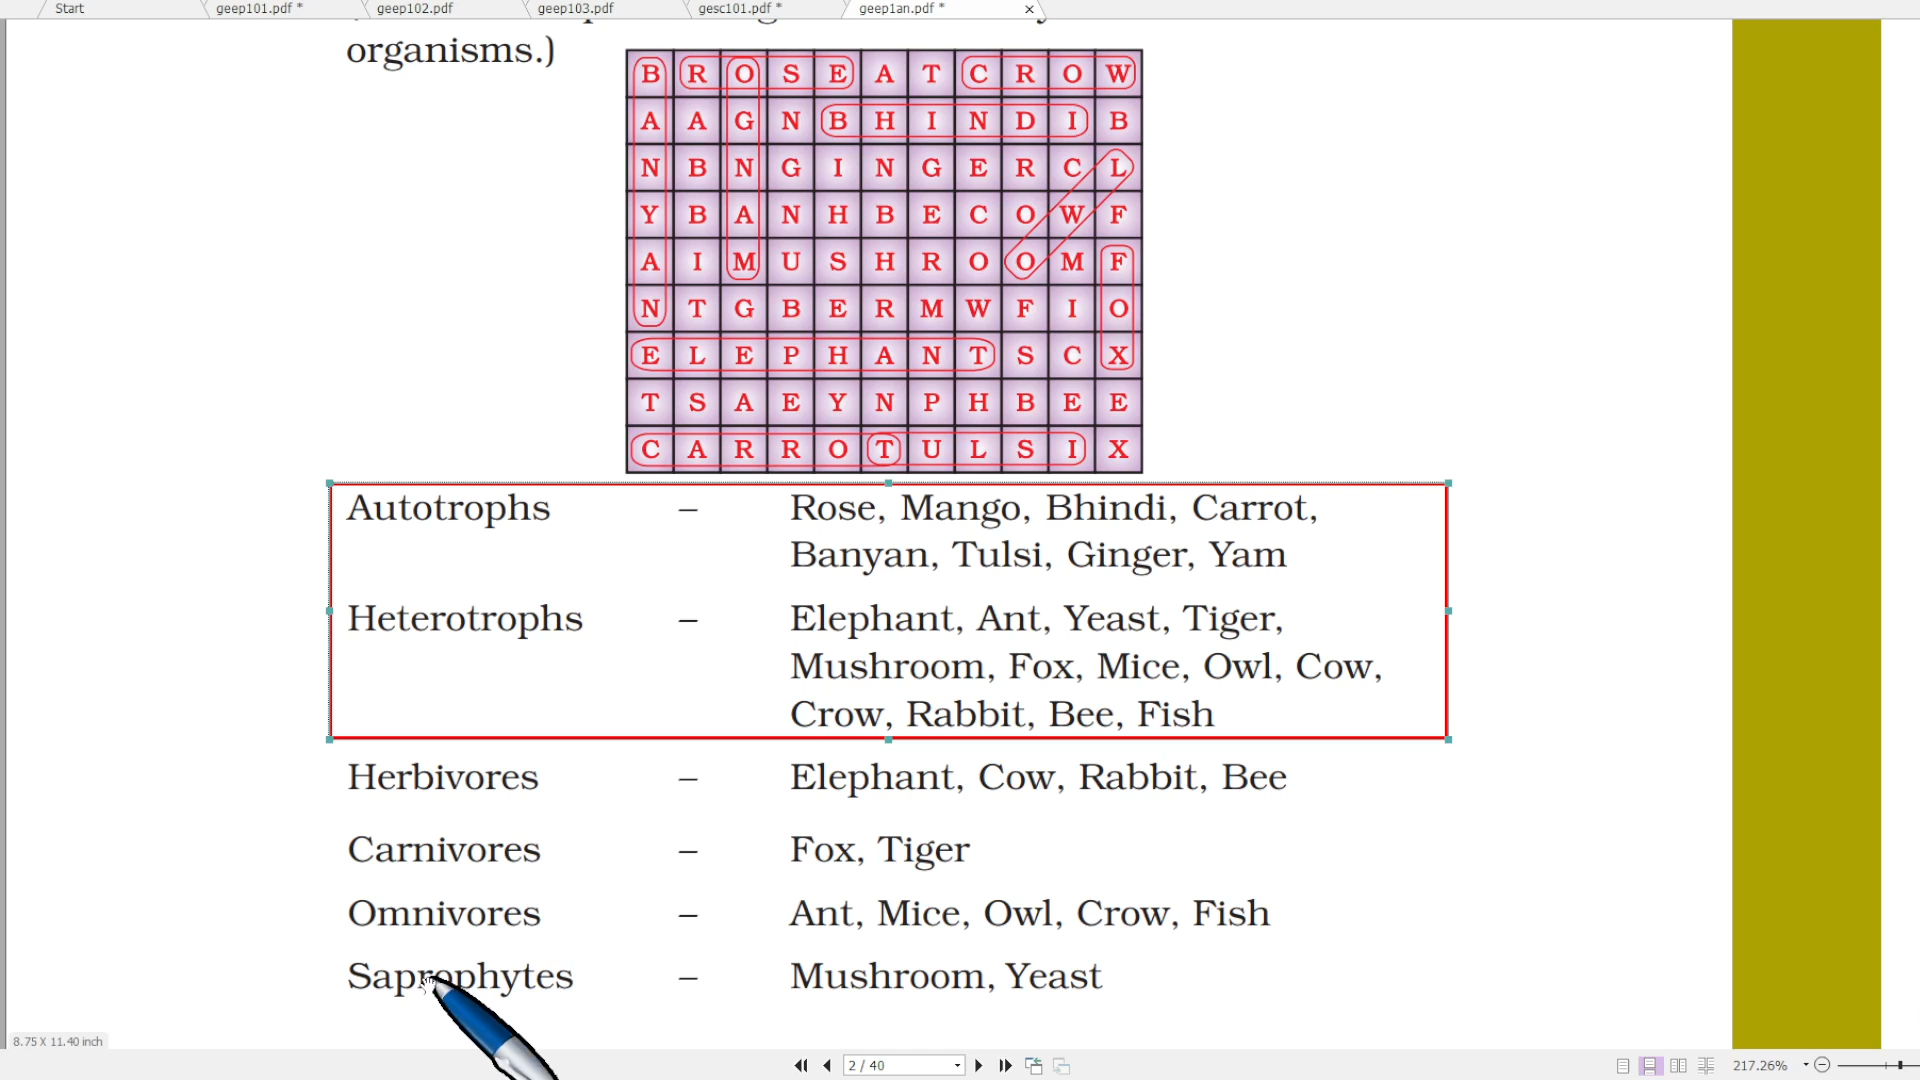 Start geep101.pdf * geep102.pdf geep103.pdf gesc101.pdf * geep1an.pdf *
organisms.)
B R O S E A T C R O W
A A G N B H I N D I B
N B N G I N G E R C L
Y B A N H B E C O W F
A I M U S H R O O M F
N T G B E R M W F I O
E L E P H A N T S C X
T S A E Y N P H B E E
C A R R O T U L S I X
Autotrophs – Rose, Mango, Bhindi, Carrot,
Banyan, Tulsi, Ginger, Yam
Heterotrophs – Elephant, Ant, Yeast, Tiger,
Mushroom, Fox, Mice, Owl, Cow,
Crow, Rabbit, Bee, Fish
Herbivores – Elephant, Cow, Rabbit, Bee
Carnivores – Fox, Tiger
Omnivores – Ant, Mice, Owl, Crow, Fish
Saprophytes – Mushroom, Yeast
8.75 X 11.40 inch
2 / 40
217.26%